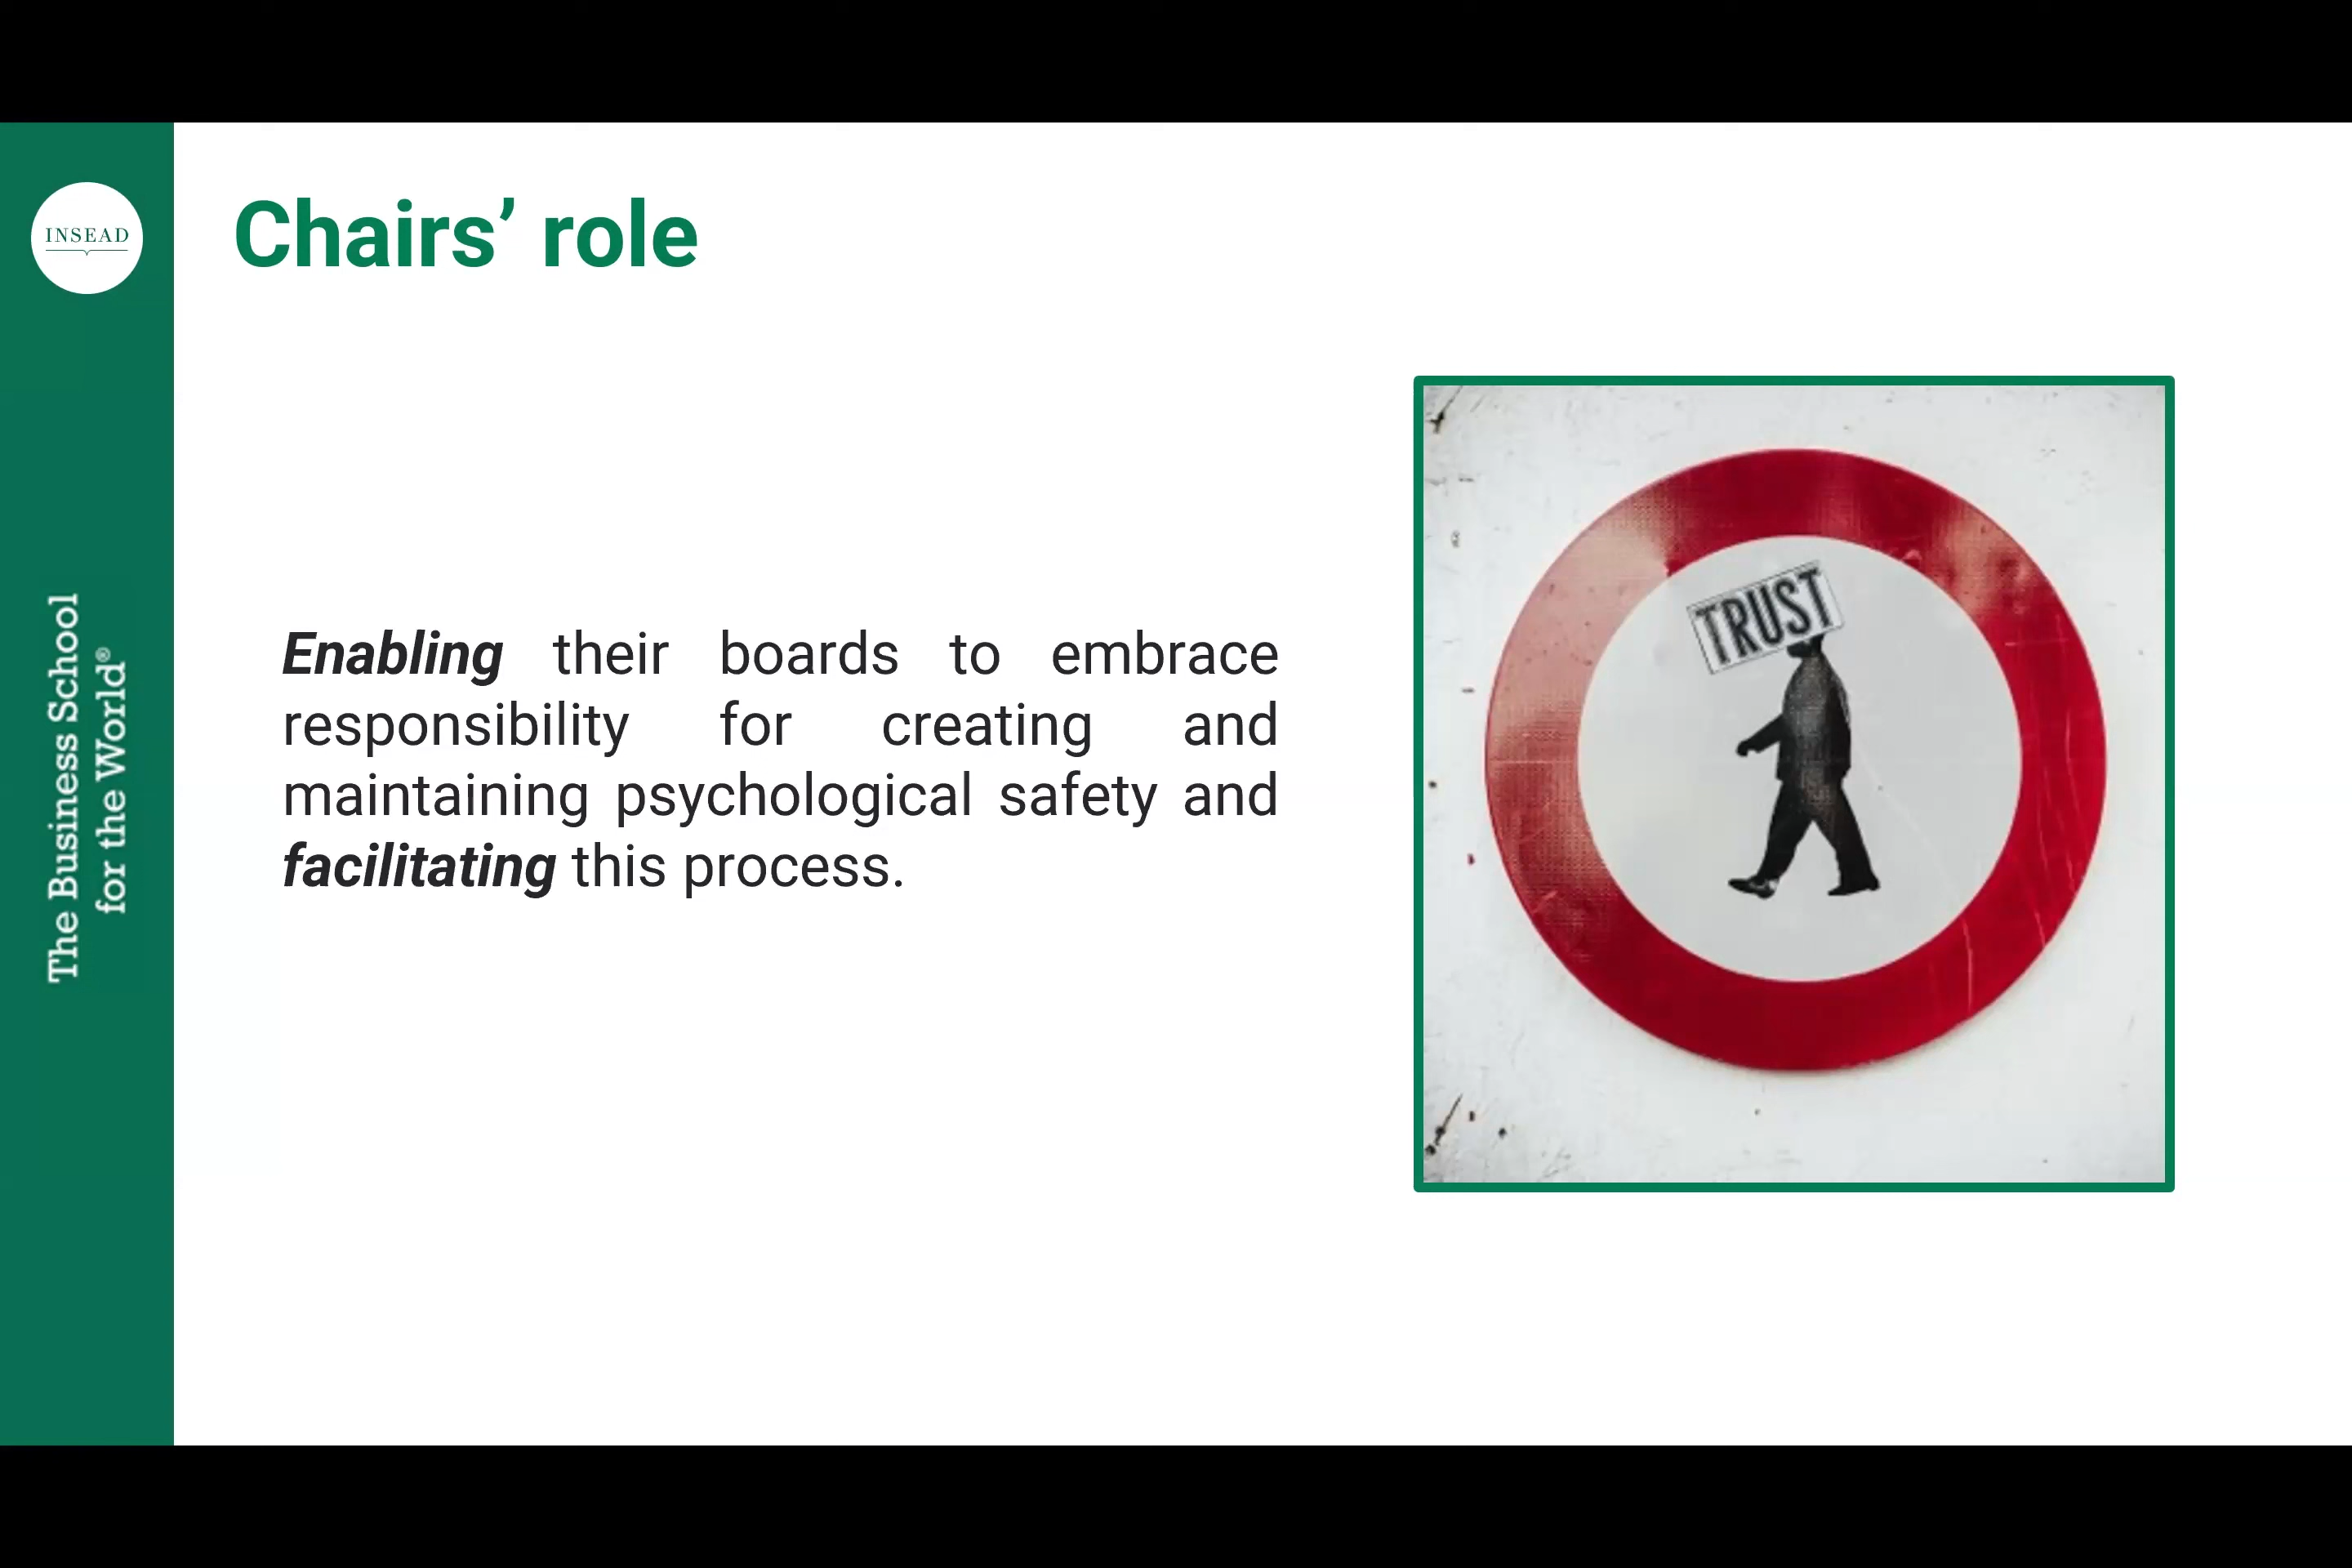 INSEAD
The Business School
for the World®
Chairs’ role
Enabling their boards to embrace
responsibility for creating and
maintaining psychological safety and
facilitating this process.
TRUST